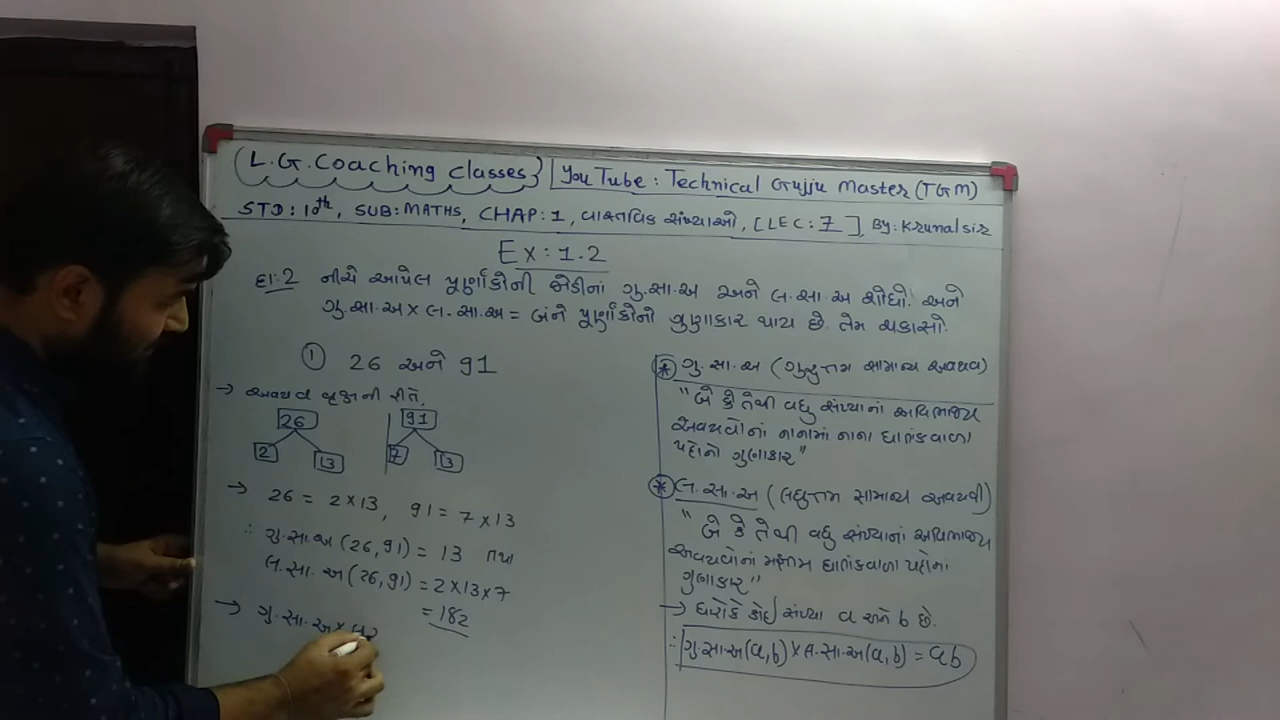 L.G. Coaching Classes | YouTube : Technical Gujju Master (TGM)
STD : 10th, SUB: MATHS, CHAP: 1, વાસ્તવિક સંખ્યાઓ, [LEC: 7], By: Krunal sir
Ex : 1.2
દા:2 નીચે આપેલ પૂર્ણાંકોની જોડીનાં ગુ.સા.અ અને લ.સા.અ શોધો. અને
ગુ.સા.અ × લ.સા.અ = બંને પૂર્ણાંકોનો ગુણાકાર થાય છે. તેમ ચકાસો.
① 26 અને 91
→ અવયવ વૃક્ષની રીતે,
26 91
2 13 7 13
→ 26 = 2×13, 91 = 7×13
∴ ગુ.સા.અ (26,91) = 13 તથા
લ.સા.અ (26,91) = 2×13×7
= 182
→ ગુ.સા.અ ×
* ગુ.સા.અ (ગુરુત્તમ સામાન્ય અવયવ)
"બે કે તેથી વધુ સંખ્યાનાં અવિભાજ્ય
અવયવોનાં નાનામાં નાના ઘાતાંકવાળા
પદોનો ગુણાકાર"
* લ.સા.અ (લઘુત્તમ સામાન્ય અવયવી)
"બે કે તેથી વધુ સંખ્યાનાં અવિભાજ્ય
અવયવોનાં મહત્તમ ઘાતાંકવાળા પદોના
ગુણાકાર"
→ ધારોકે કોઈ સંખ્યા a અને b છે.
∴ ગુ.સા.અ(a,b) × લ.સા.અ(a,b) = ab